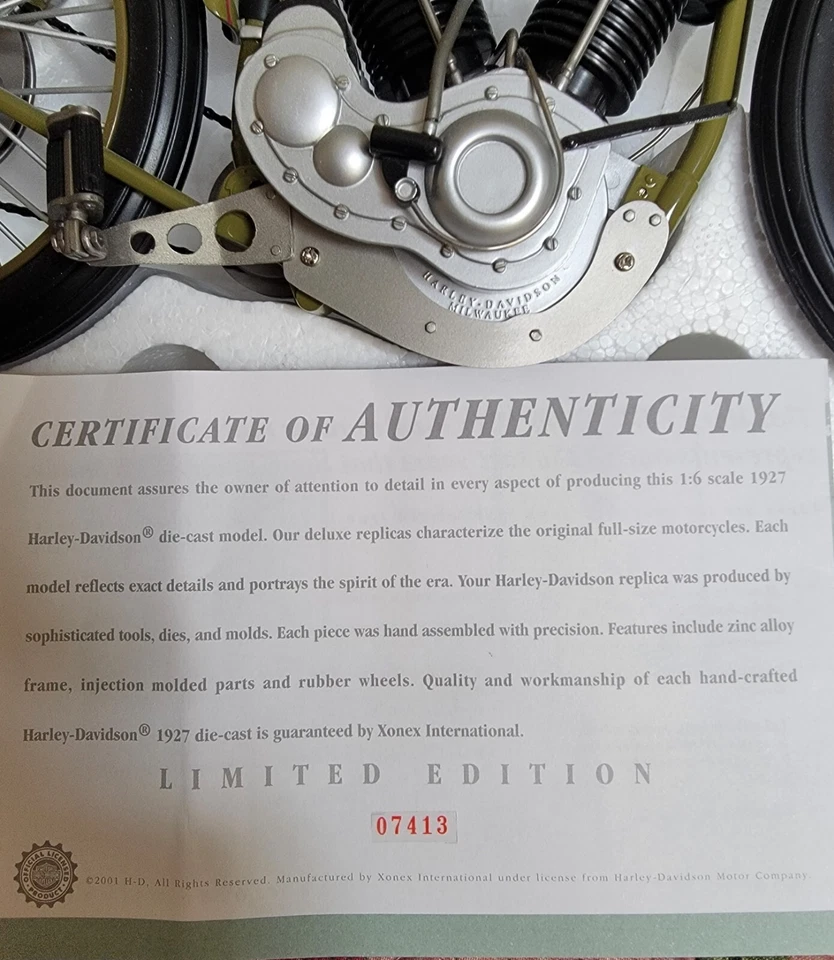 HARLEY-DAVIDSON
MILWAUKEE
CERTIFICATE OF AUTHENTICITY
This document assures the owner of attention to detail in every aspect of producing this 1:6 scale 1927
Harley-Davidson® die-cast model. Our deluxe replicas characterize the original full-size motorcycles. Each
model reflects exact details and portrays the spirit of the era. Your Harley-Davidson replica was produced by
sophisticated tools, dies, and molds. Each piece was hand assembled with precision. Features include zinc alloy
frame, injection molded parts and rubber wheels. Quality and workmanship of each hand-crafted
Harley-Davidson® 1927 die-cast is guaranteed by Xonex International.
LIMITED EDITION
07413
OFFICIAL LICENSED
PRODUCT
©2001 H-D, All Rights Reserved. Manufactured by Xonex International under license from Harley-Davidson Motor Company.